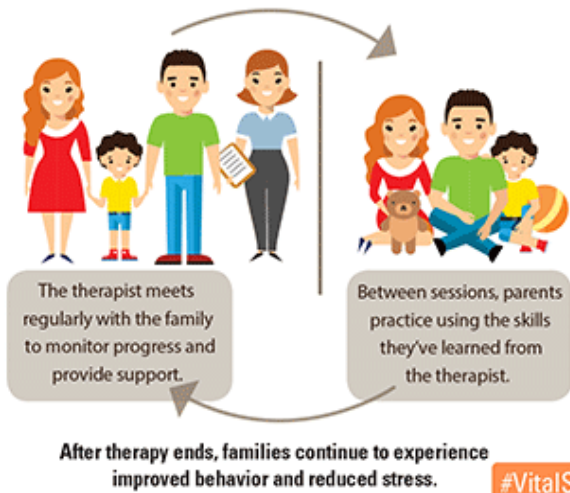 The therapist meets
regularly with the family
to monitor progress and
provide support.
Between sessions, parents
practice using the skills
they've learned from
the therapist.
After therapy ends, families continue to experience
improved behavior and reduced stress.
#VitalS